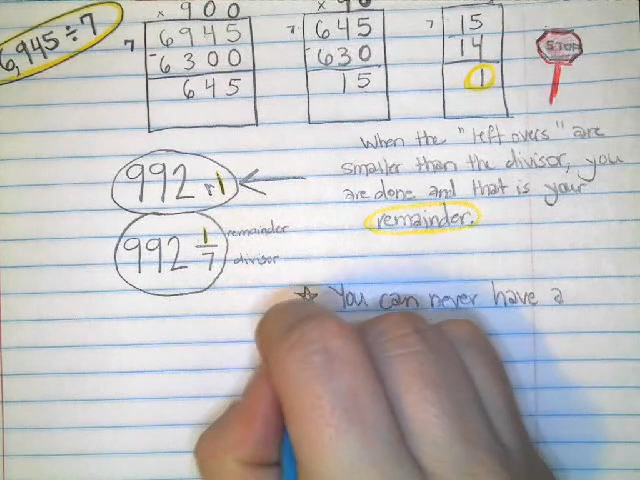 6,945 ÷ 7
× 900
7 6945
-6300
645
×
7 645
-630
15
7 15
-14
1
STOP
992 r1
When the "left overs" are
smaller than the divisor, you
are done and that is your
remainder.
992 1/7
remainder
divisor
☆ You can never have a